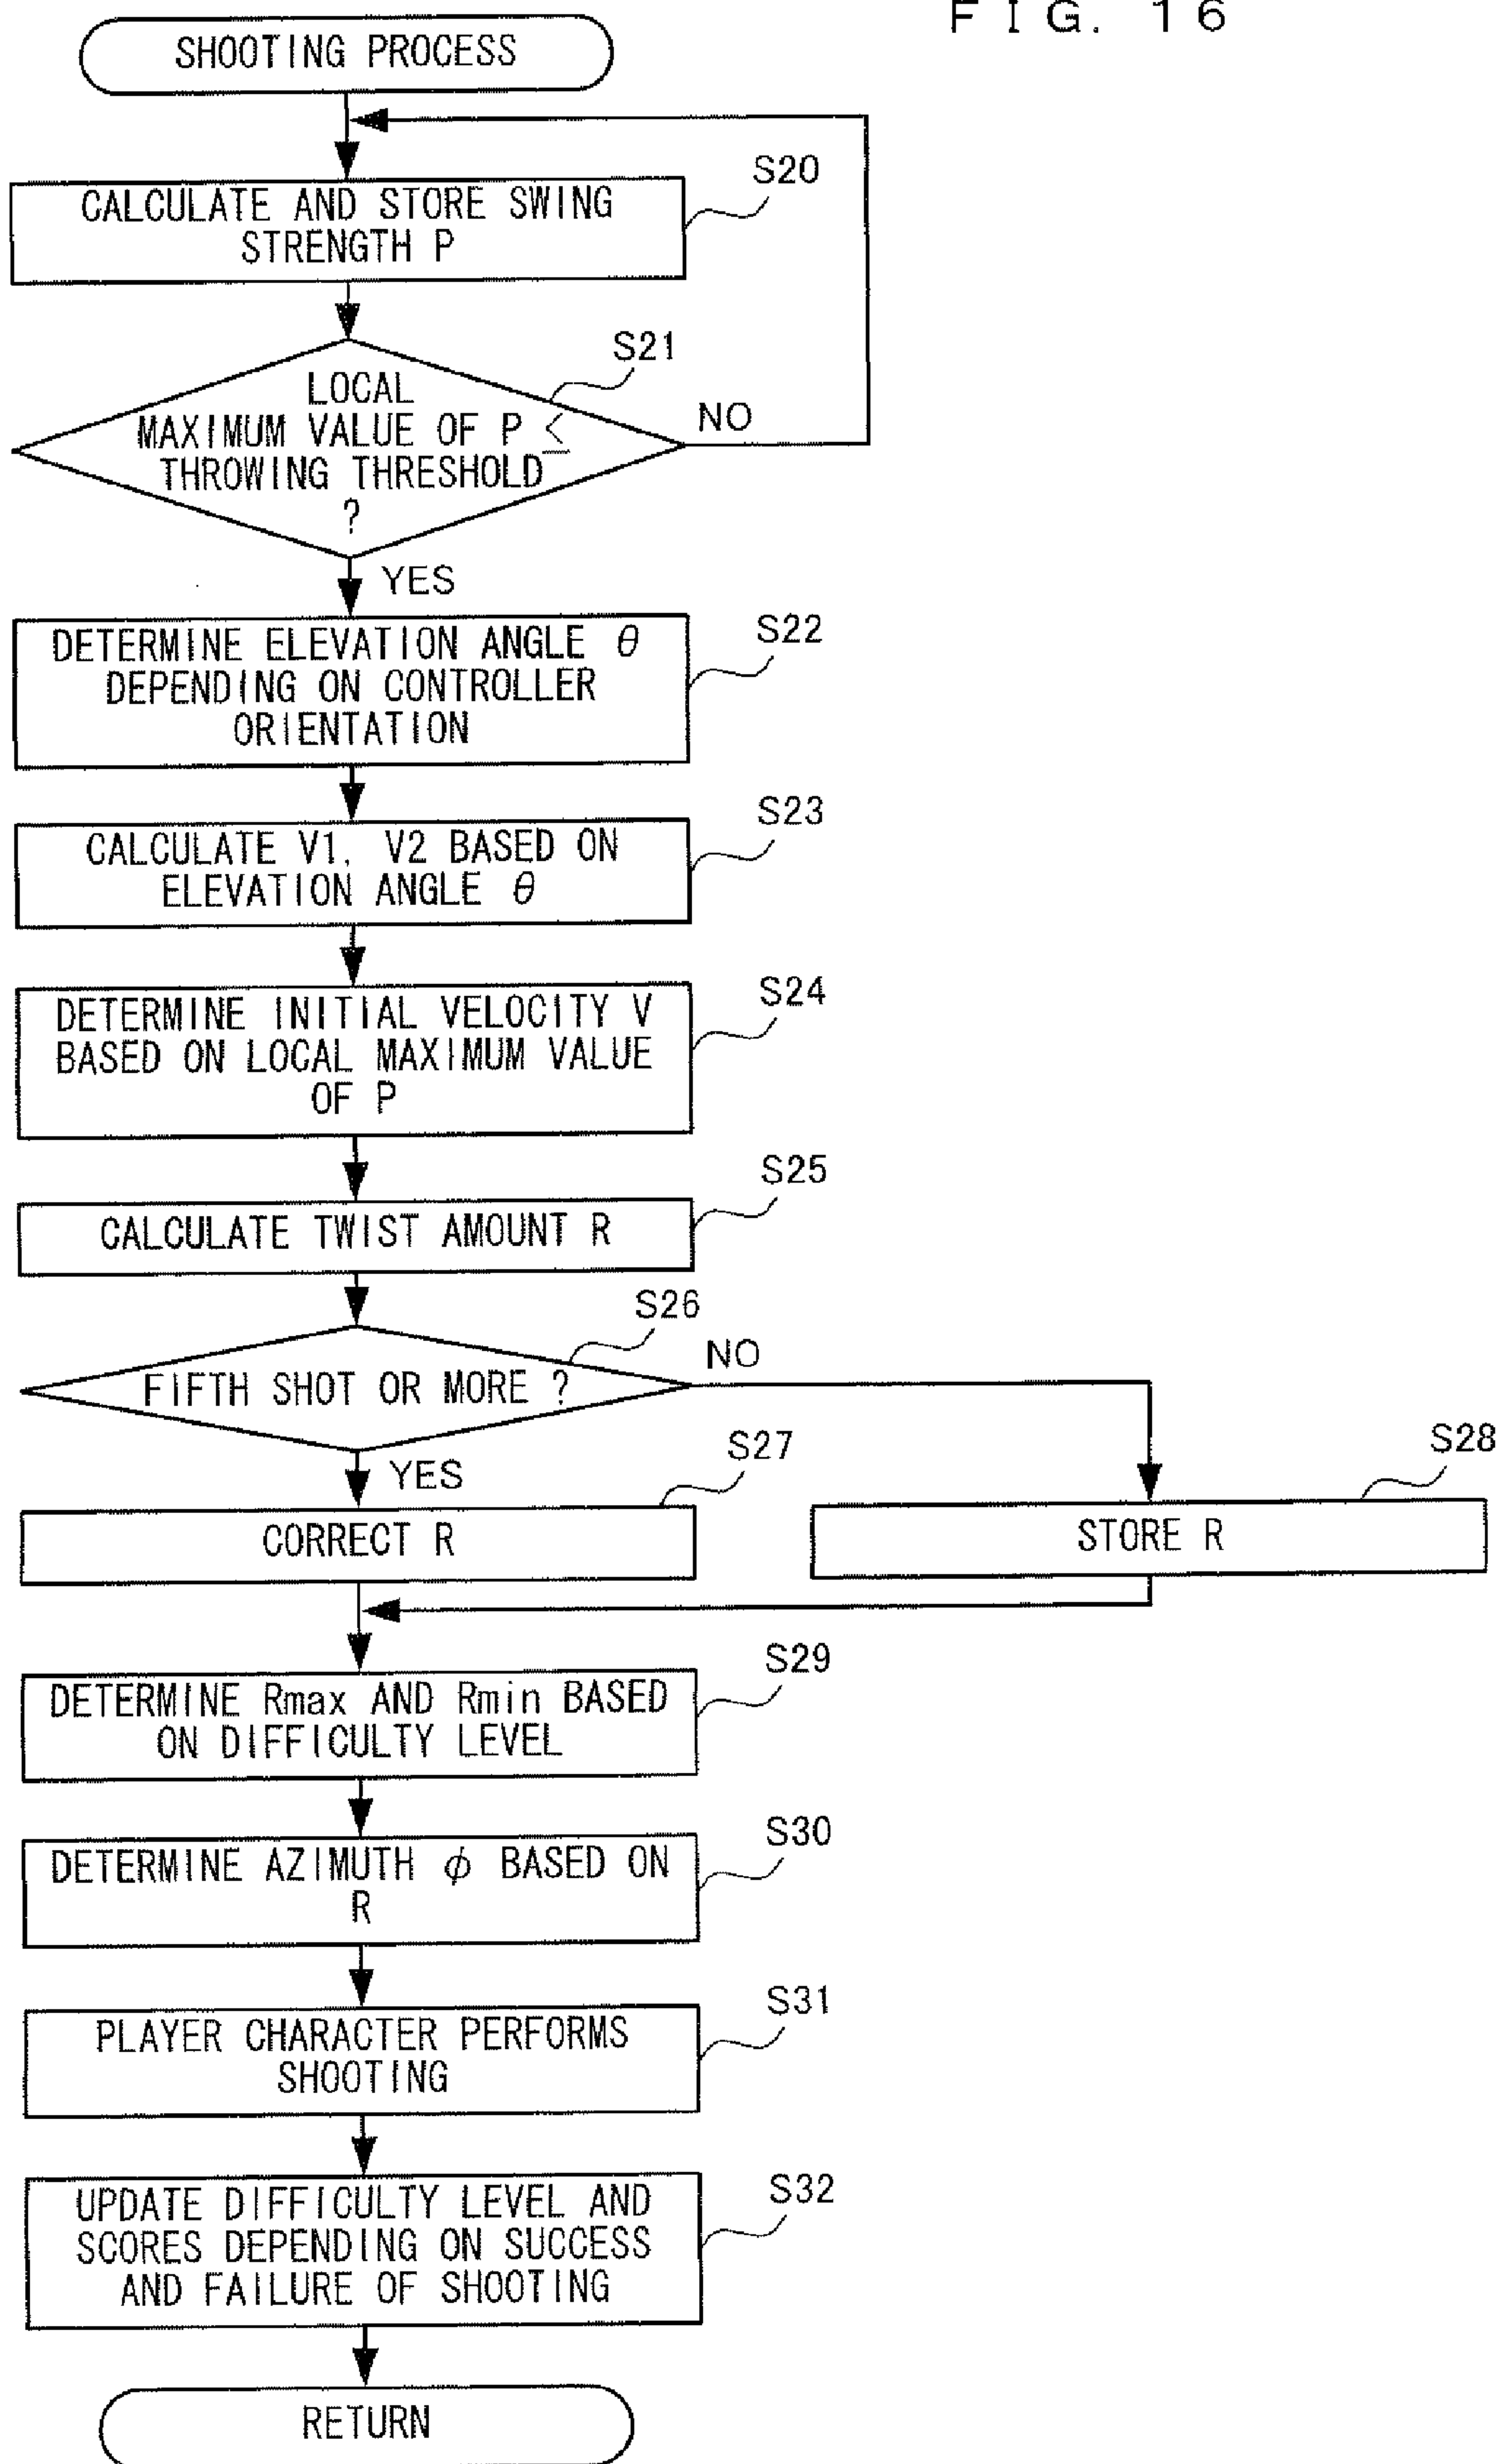 FIG. 16
SHOOTING PROCESS
S20
CALCULATE AND STORE SWING
STRENGTH P
S21
LOCAL
MAXIMUM VALUE OF P ≦
THROWING THRESHOLD
?
NO
YES
S22
DETERMINE ELEVATION ANGLE θ
DEPENDING ON CONTROLLER
ORIENTATION
S23
CALCULATE V1, V2 BASED ON
ELEVATION ANGLE θ
S24
DETERMINE INITIAL VELOCITY V
BASED ON LOCAL MAXIMUM VALUE
OF P
S25
CALCULATE TWIST AMOUNT R
S26
FIFTH SHOT OR MORE ?
NO
YES
S27
CORRECT R
S28
STORE R
S29
DETERMINE Rmax AND Rmin BASED
ON DIFFICULTY LEVEL
S30
DETERMINE AZIMUTH φ BASED ON
R
S31
PLAYER CHARACTER PERFORMS
SHOOTING
S32
UPDATE DIFFICULTY LEVEL AND
SCORES DEPENDING ON SUCCESS
AND FAILURE OF SHOOTING
RETURN